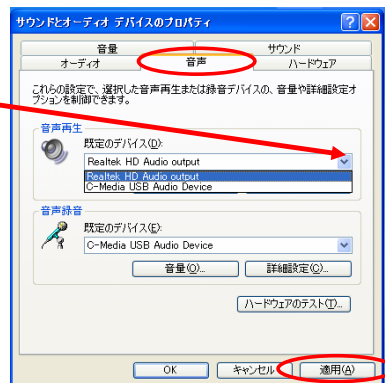 サウンドとオーディオ デバイスのプロパティ
音量
サウンド
オーディオ
音声
ハードウェア
これらの設定で、選択した音声再生または録音デバイスの、音量や詳細設定オ
プションを制御できます。
音声再生
既定のデバイス(D):
Realtek HD Audio output
Realtek HD Audio output
C-Media USB Audio Device
音声録音
既定のデバイス(E):
C-Media USB Audio Device
音量(O)...
詳細設定(C)...
ハードウェアのテスト(T)...
OK
キャンセル
適用(A)